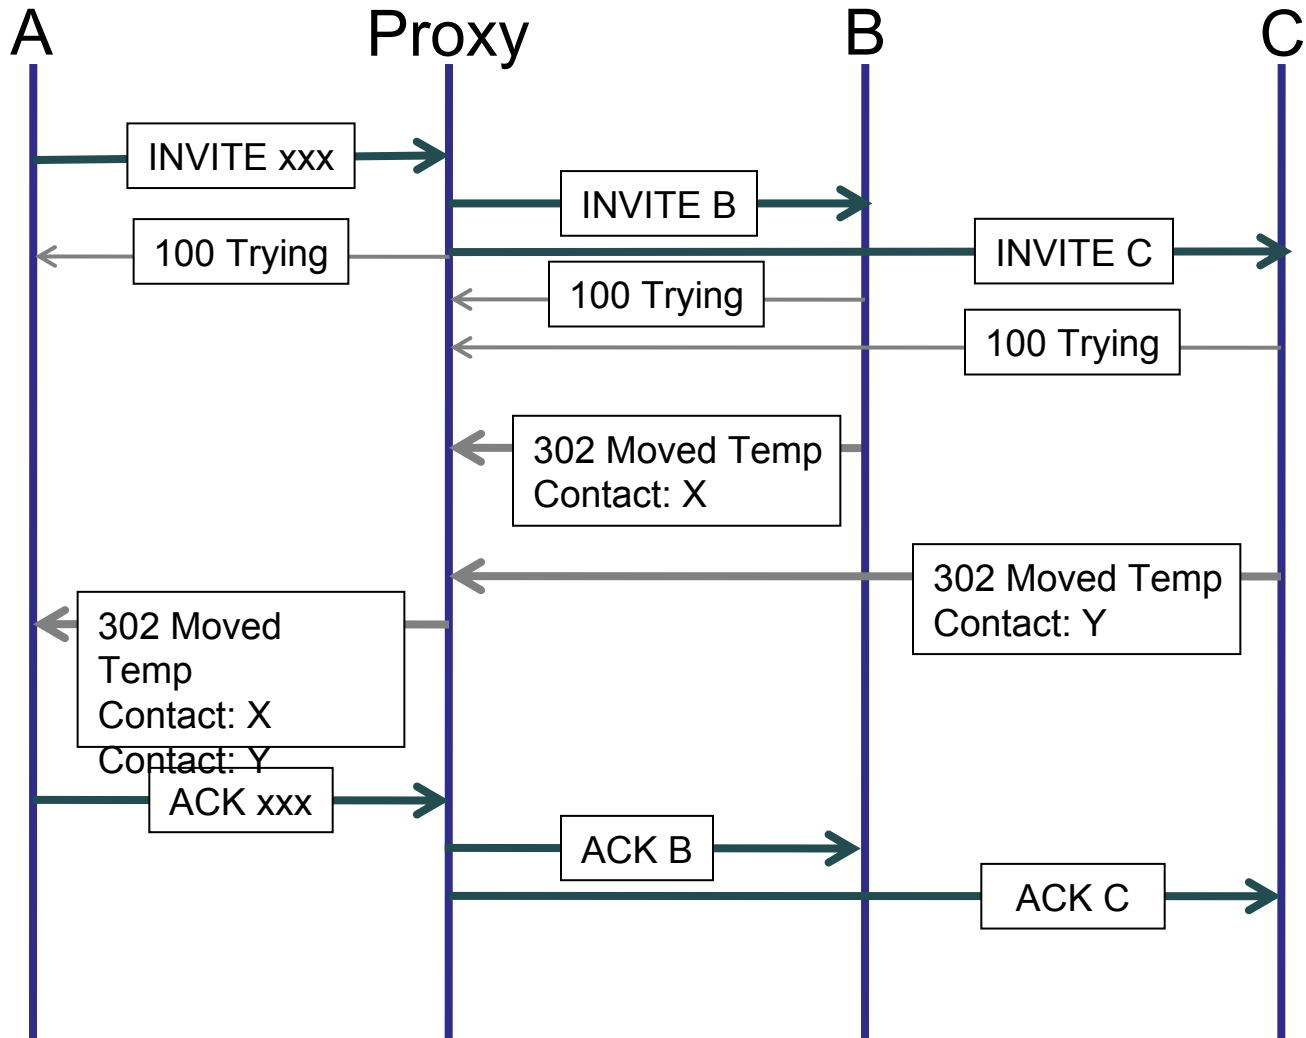 A
Proxy
B
C
INVITE xxx
INVITE B
100 Trying
INVITE C
100 Trying
100 Trying
302 Moved Temp
Contact: X
302 Moved Temp
Contact: Y
302 Moved
Temp
Contact: X
Contact: Y
ACK xxx
ACK B
ACK C